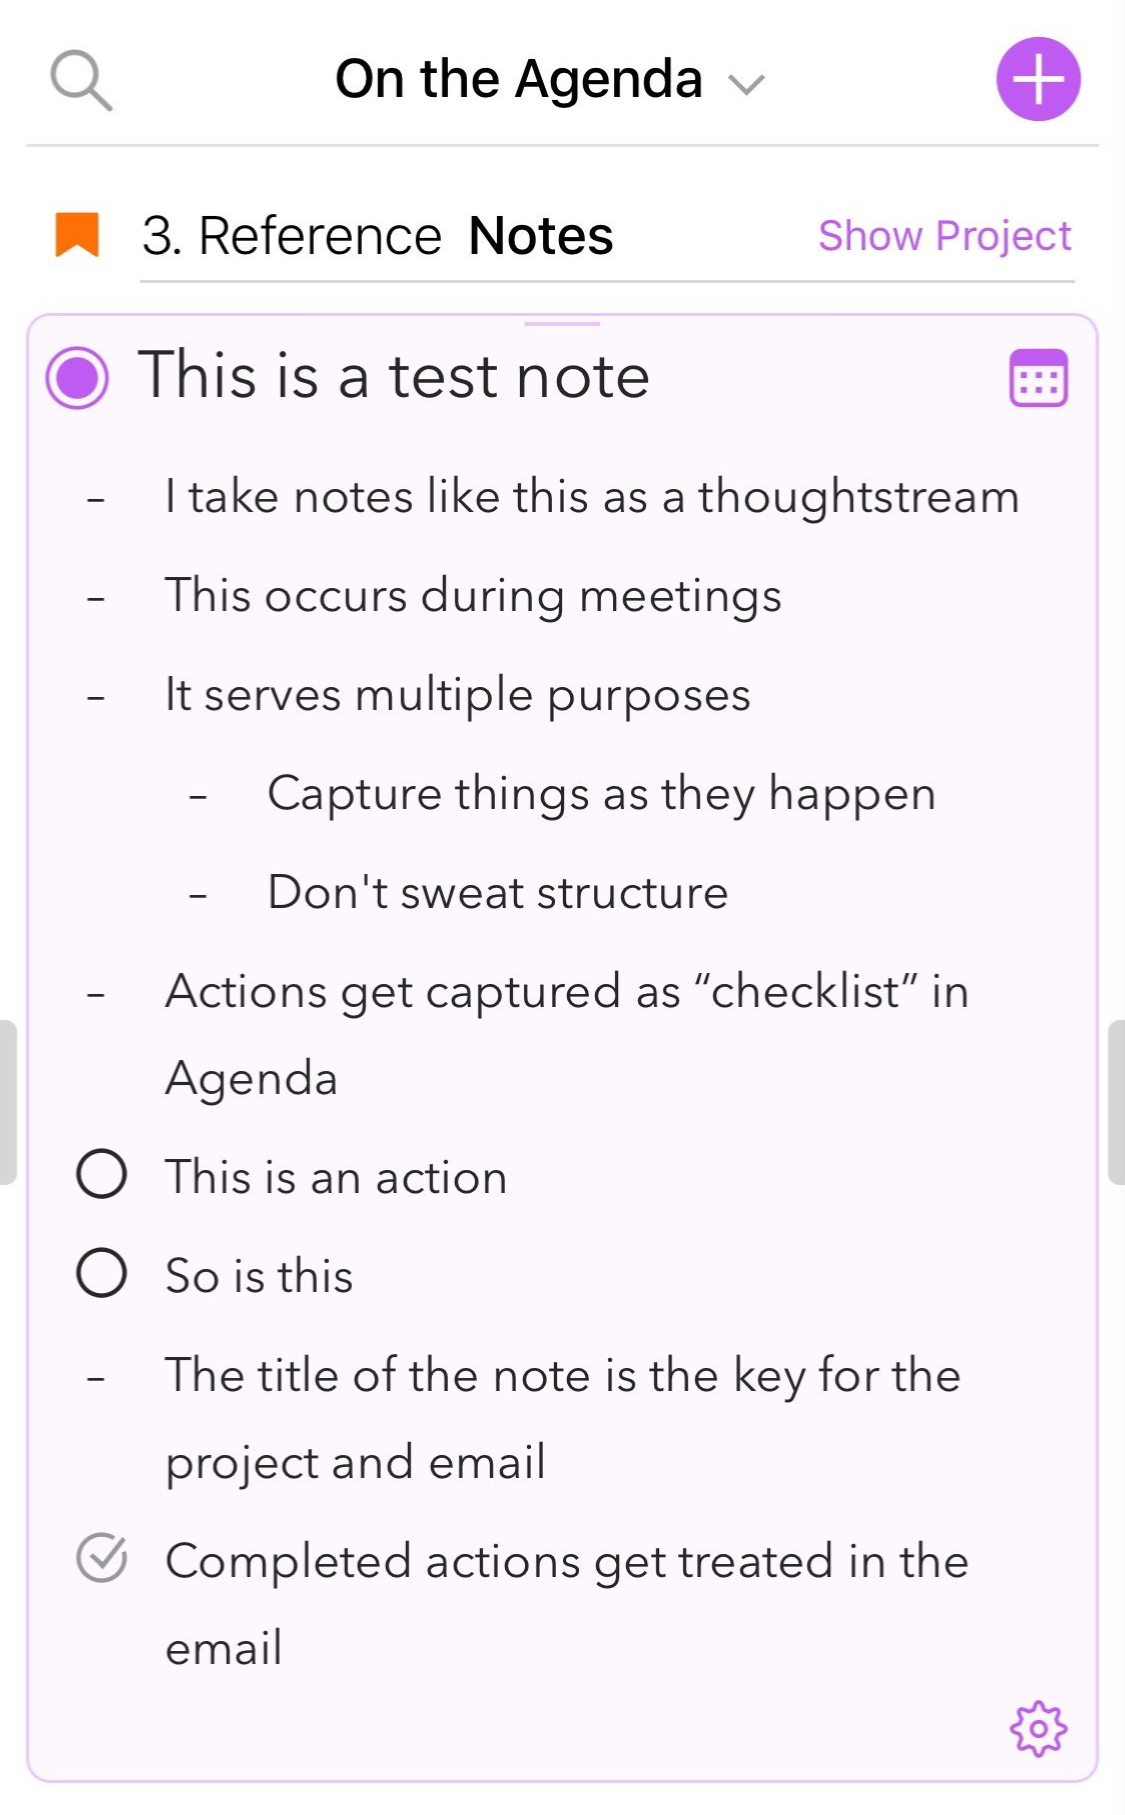 On the Agenda
3. Reference Notes Show Project
This is a test note
- I take notes like this as a thoughtstream
- This occurs during meetings
- It serves multiple purposes
- Capture things as they happen
- Don't sweat structure
- Actions get captured as “checklist” in
Agenda
This is an action
So is this
- The title of the note is the key for the
project and email
Completed actions get treated in the
email